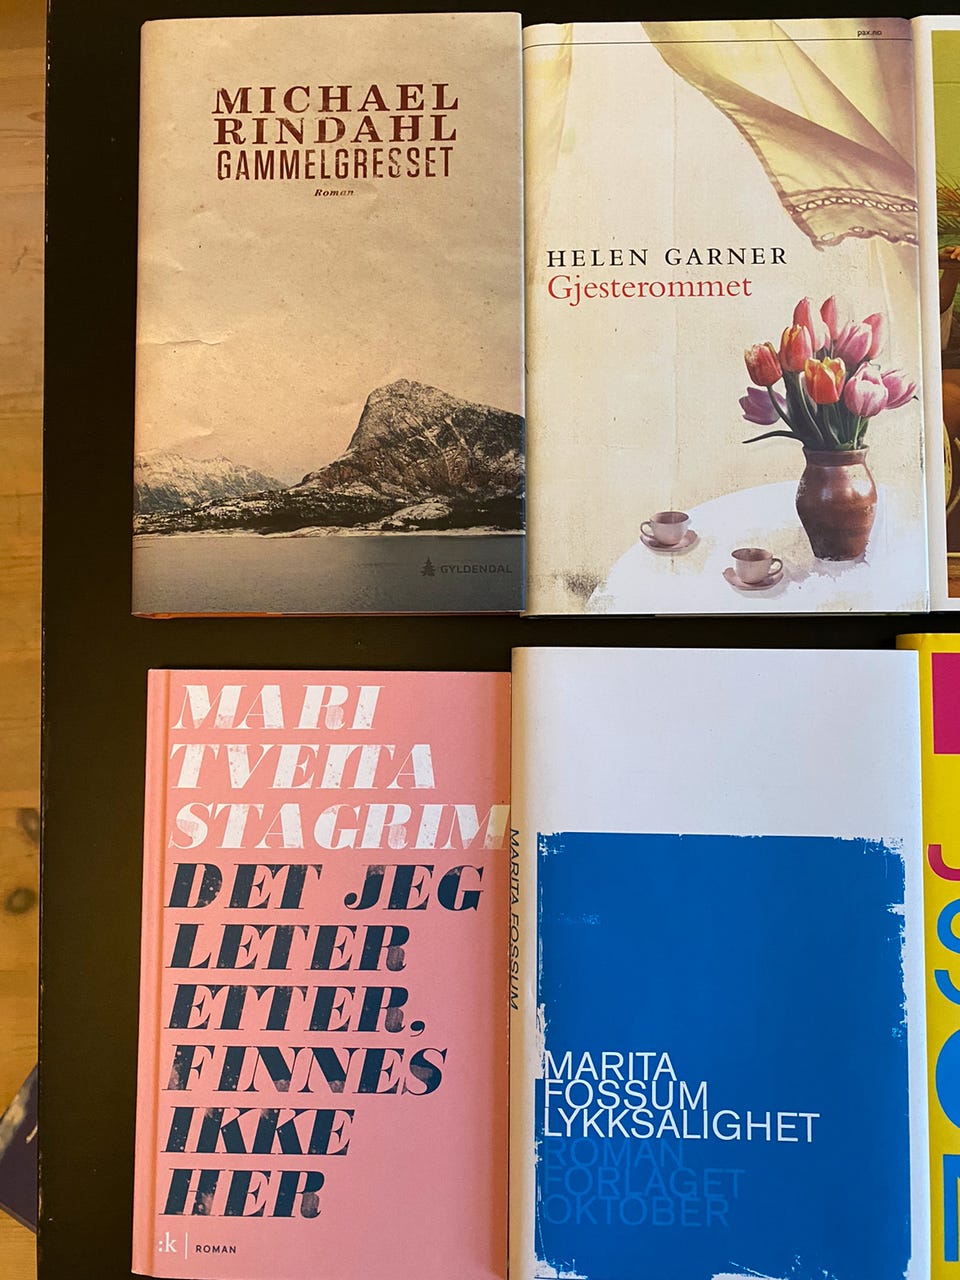 MICHAEL
RINDAHL
GAMMELGRESSET
Roman
GYLDENDAL
pax.no
HELEN GARNER
Gjesterommet
MARI
TVEITA
STAGRIM
DET JEG
LETER
ETTER,
FINNES
IKKE
HER
:k ROMAN
MARITA FOSSUM
MARITA
FOSSUM
LYKKSALIGHET
ROMAN
FORLAGET
OKTOBER